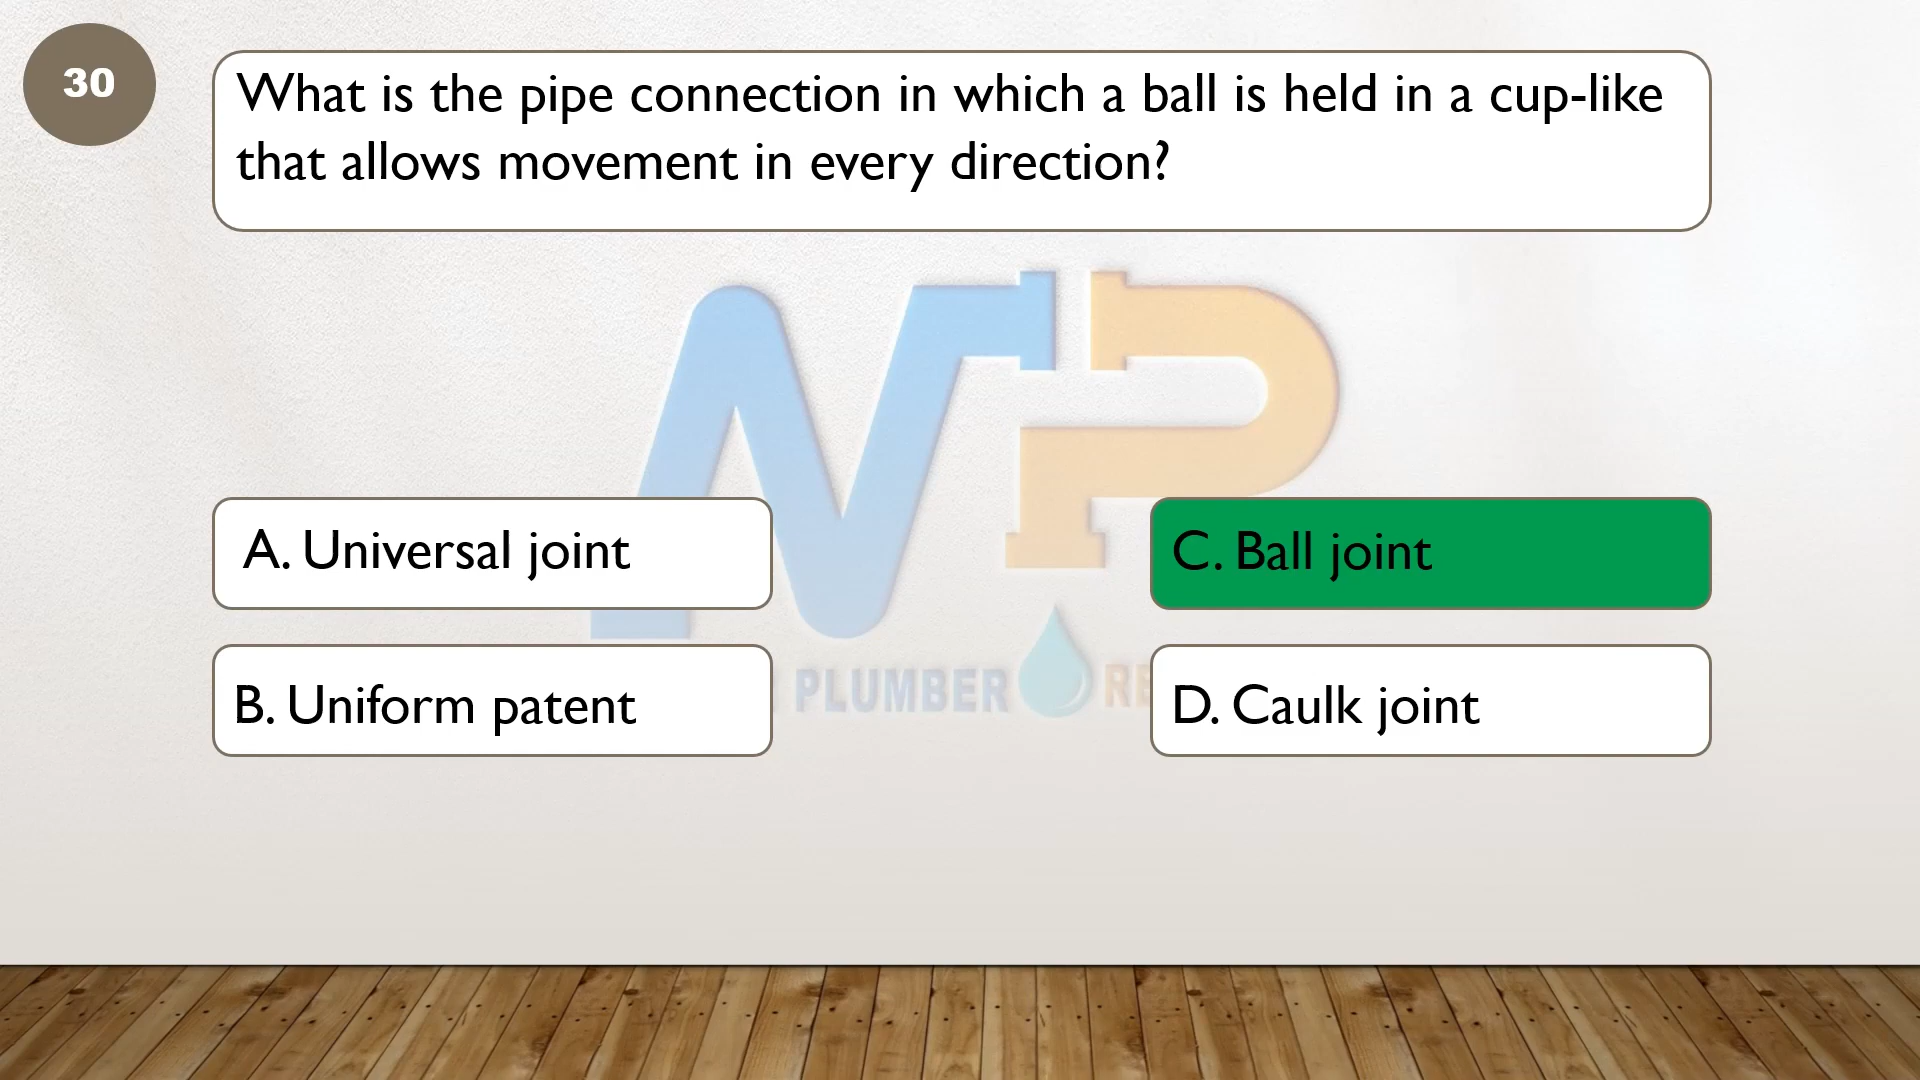 30
What is the pipe connection in which a ball is held in a cup-like
that allows movement in every direction?
A. Universal joint
C. Ball joint
B. Uniform patent
D. Caulk joint
PLUMBER RE